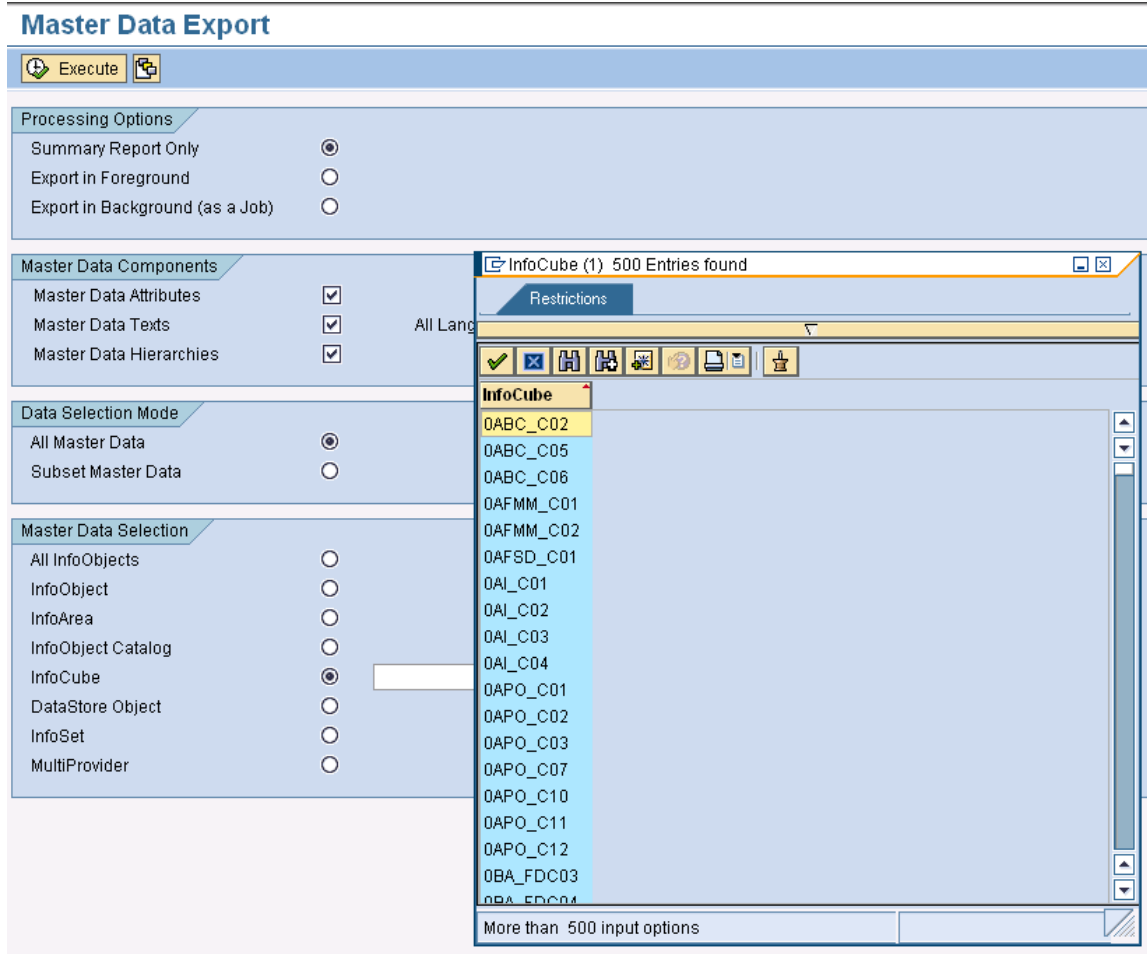 Master Data Export
Execute
Processing Options
Summary Report Only
Export in Foreground
Export in Background (as a Job)
Master Data Components
Master Data Attributes
Master Data Texts
All Lang
Master Data Hierarchies
Data Selection Mode
All Master Data
Subset Master Data
Master Data Selection
All InfoObjects
InfoObject
InfoArea
InfoObject Catalog
InfoCube
DataStore Object
InfoSet
MultiProvider
InfoCube (1) 500 Entries found
Restrictions
InfoCube
0ABC_C02
0ABC_C05
0ABC_C06
0AFMM_C01
0AFMM_C02
0AFSD_C01
0AI_C01
0AI_C02
0AI_C03
0AI_C04
0APO_C01
0APO_C02
0APO_C03
0APO_C07
0APO_C10
0APO_C11
0APO_C12
0BA_FDC03
0BA_FDC04
More than 500 input options